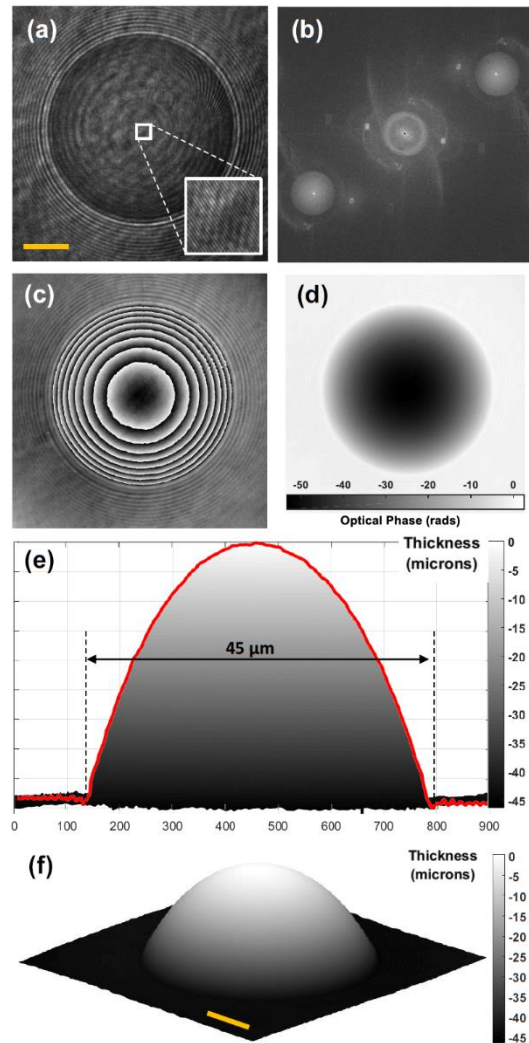 (a)
(b)
(c)
(d)
-50 -40 -30 -20 -10 0
Optical Phase (rads)
(e)
Thickness
(microns)
45 μm
0
-5
-10
-15
-20
-25
-30
-35
-40
-45
0 100 200 300 400 500 600 700 800 900
(f)
Thickness
(microns)
0
-5
-10
-15
-20
-25
-30
-35
-40
-45